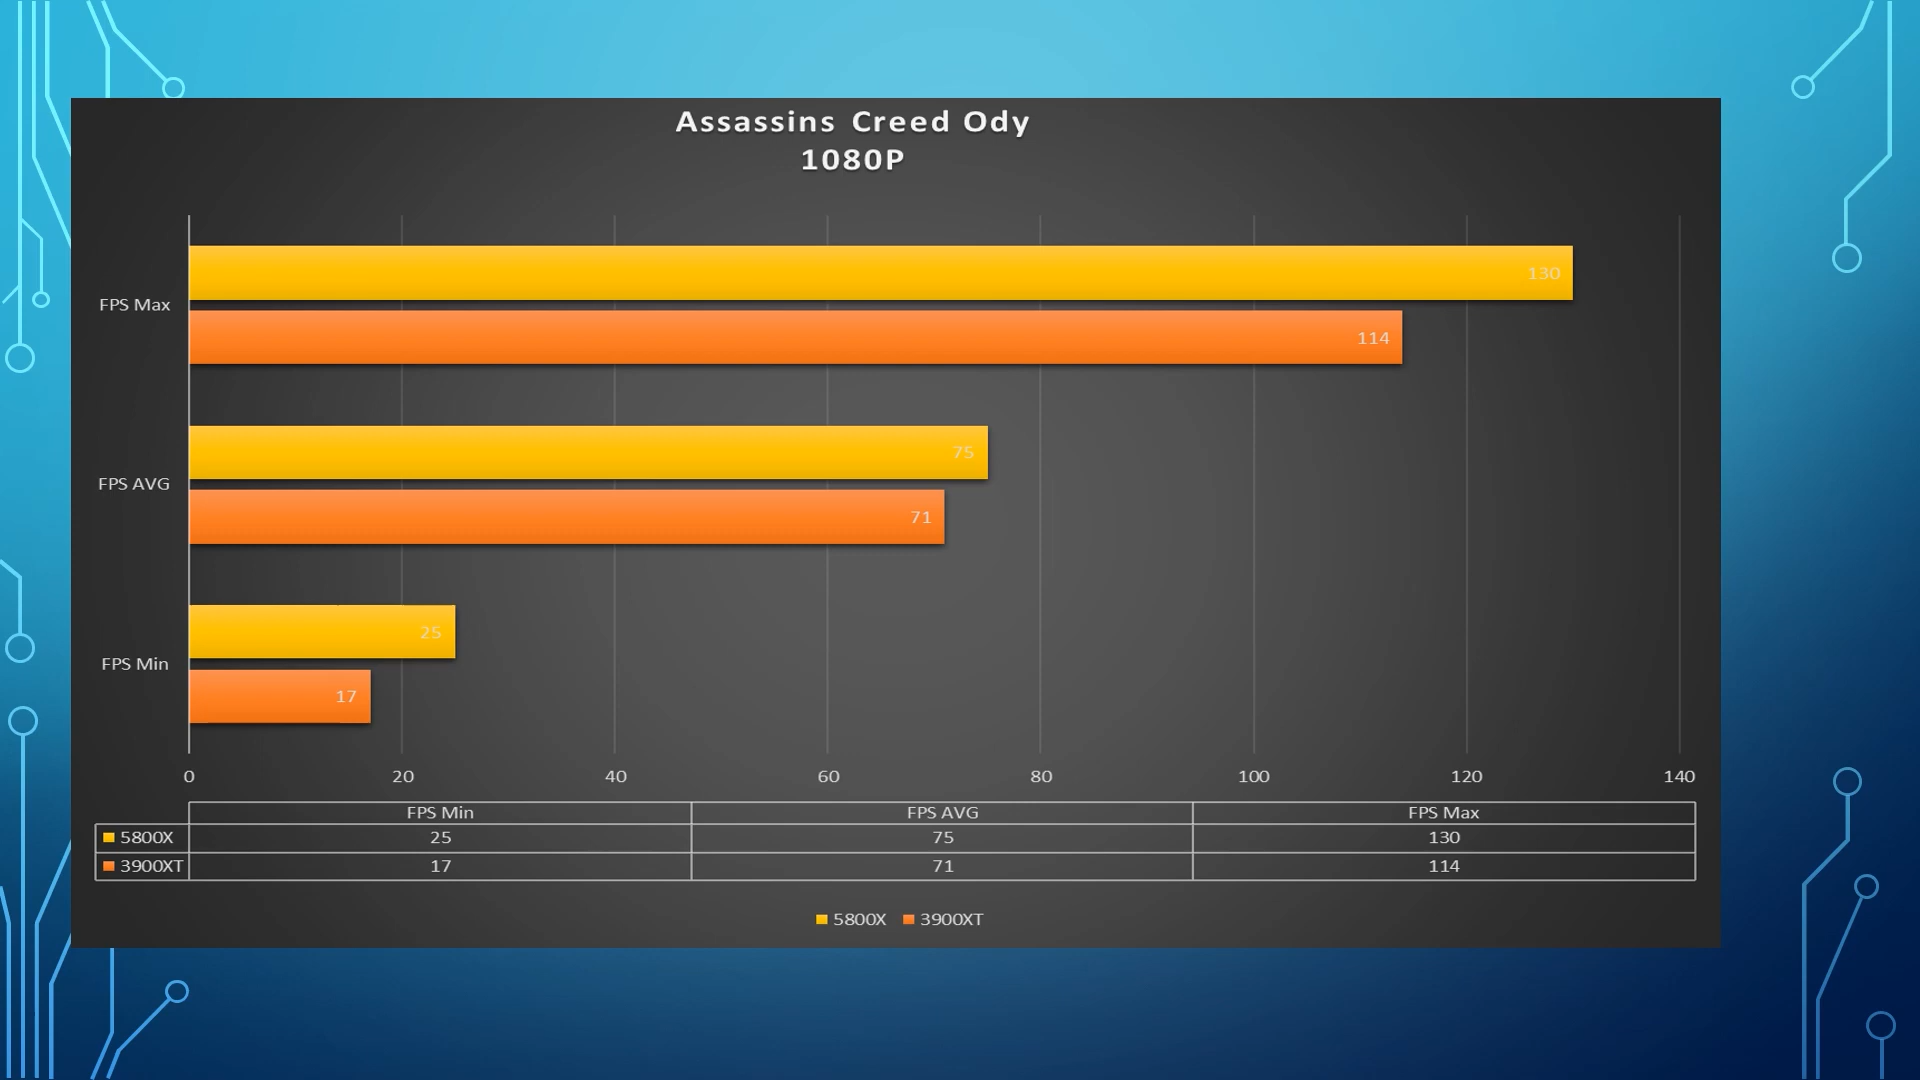 Assassins Creed Ody
1080P
FPS Max
130
114
FPS AVG
75
71
FPS Min
25
17
0 20 40 60 80 100 120 140
FPS Min FPS AVG FPS Max
5800X 25 75 130
3900XT 17 71 114
5800X 3900XT